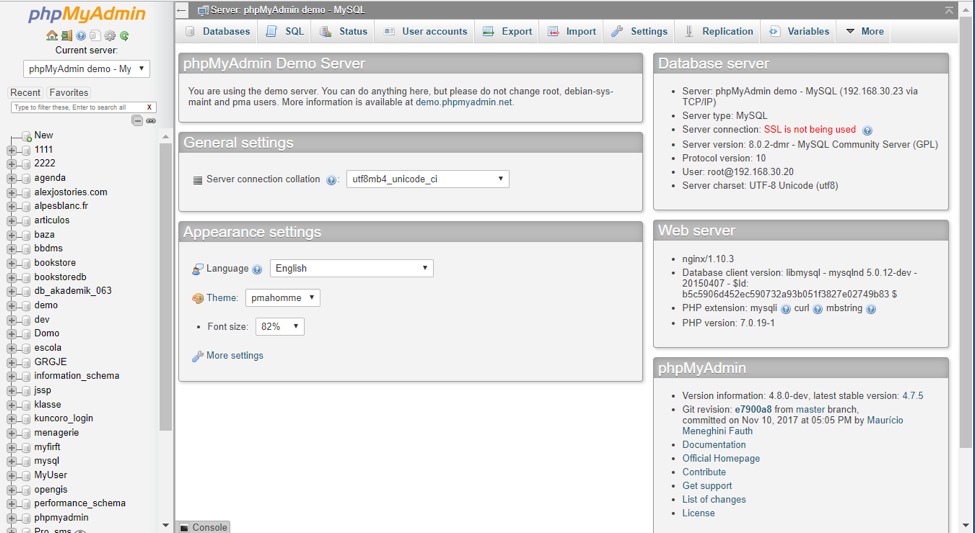 phpMyAdmin
Current server:
phpMyAdmin demo - My
Recent Favorites
Type to filter these, Enter to search all X
New
1111
2222
agenda
alexjostories.com
alpesblanc.fr
articulos
baza
bbdms
bookstore
bookstoredb
db_akademik_063
demo
dev
Domo
escola
GRGJE
information_schema
jssp
klasse
kuncoro_login
menagerie
myfirft
mysql
MyUser
opengis
performance_schema
phpmyadmin
Pro_sms
Server: phpMyAdmin demo - MySQL
Databases SQL Status User accounts Export Import Settings Replication Variables More
phpMyAdmin Demo Server
You are using the demo server. You can do anything here, but please do not change root, debian-sys-
maint and pma users. More information is available at demo.phpmyadmin.net.
General settings
Server connection collation : utf8mb4_unicode_ci
Appearance settings
Language English
Theme: pmahomme
• Font size: 82%
More settings
Console
Database server
• Server: phpMyAdmin demo - MySQL (192.168.30.23 via
TCP/IP)
• Server type: MySQL
• Server connection: SSL is not being used
• Server version: 8.0.2-dmr - MySQL Community Server (GPL)
• Protocol version: 10
• User: root@192.168.30.20
• Server charset: UTF-8 Unicode (utf8)
Web server
• nginx/1.10.3
• Database client version: libmysql - mysqlnd 5.0.12-dev -
20150407 - $Id:
b5c5906d452ec590732a93b051f3827e02749b83 $
• PHP extension: mysqli curl mbstring
• PHP version: 7.0.19-1
phpMyAdmin
• Version information: 4.8.0-dev, latest stable version: 4.7.5
• Git revision: e7900a8 from master branch,
committed on Nov 10, 2017 at 05:05 PM by Maurício
Meneghini Fauth
• Documentation
• Official Homepage
• Contribute
• Get support
• List of changes
• License